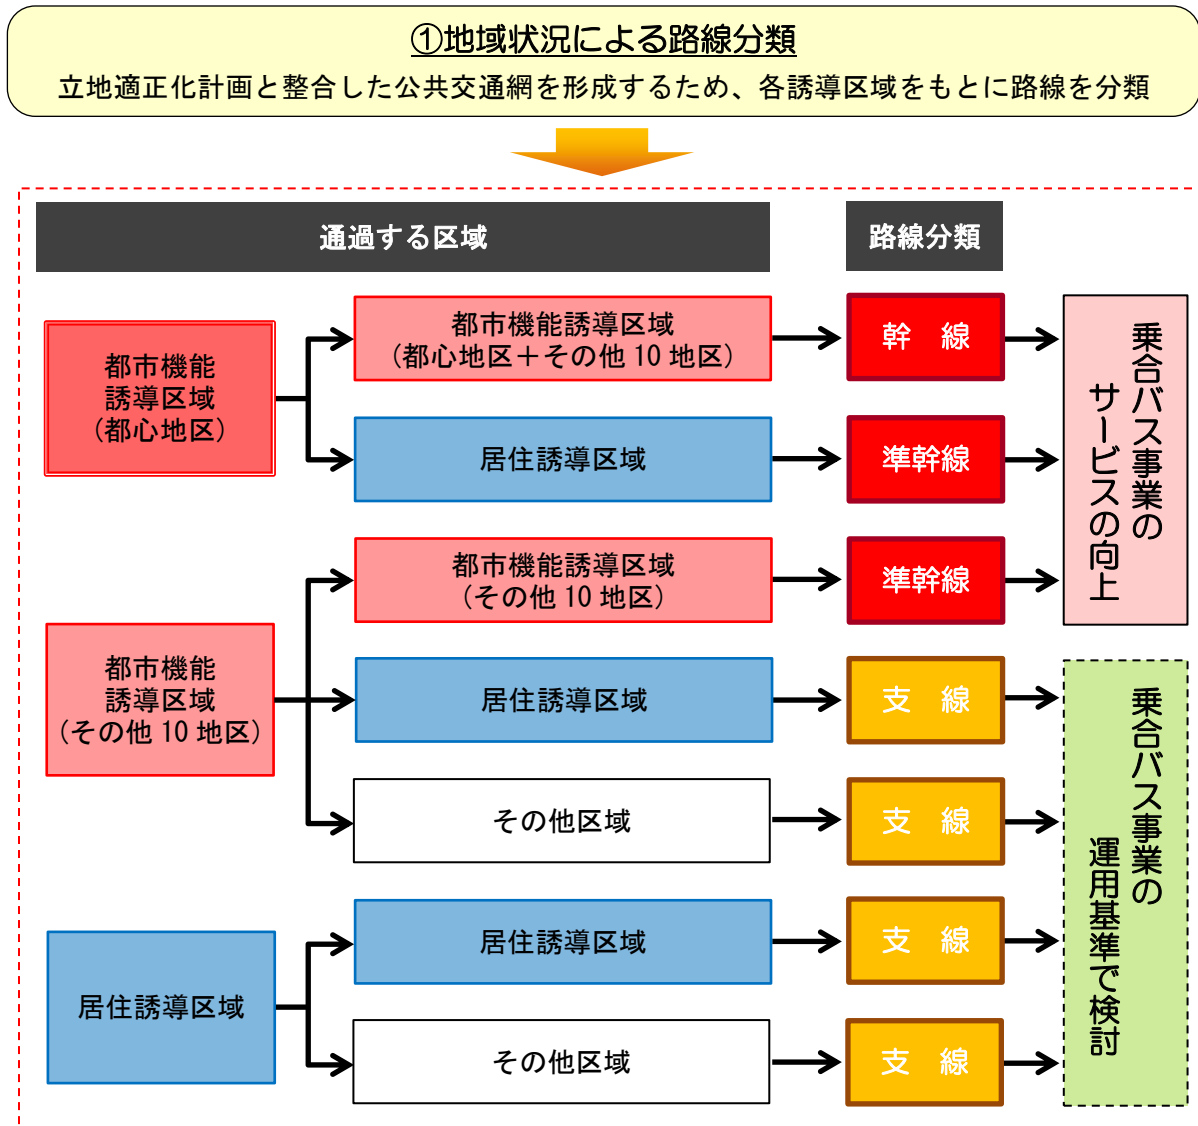 ①地域状況による路線分類
立地適正化計画と整合した公共交通網を形成するため、各誘導区域をもとに路線を分類
通過する区域
路線分類
都市機能
誘導区域
（都心地区）
都市機能誘導区域
（都心地区＋その他 10 地区）
幹　線
居住誘導区域
準幹線
乗合バス事業の
サービスの向上
都市機能
誘導区域
（その他 10 地区）
都市機能誘導区域
（その他 10 地区）
準幹線
居住誘導区域
支　線
その他区域
支　線
乗合バス事業の
運用基準で検討
居住誘導区域
居住誘導区域
支　線
その他区域
支　線